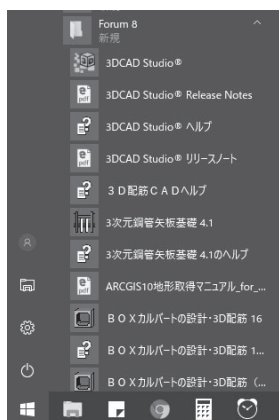 Forum 8
新規
3DCAD Studio®
3DCAD Studio® Release Notes
3DCAD Studio® ヘルプ
3DCAD Studio® リリースノート
３Ｄ配筋ＣＡＤヘルプ
3次元鋼管矢板基礎 4.1
3次元鋼管矢板基礎 4.1のヘルプ
ARCGIS10地形取得マニュアル_for_...
ＢＯＸカルバートの設計・3D配筋 16
ＢＯＸカルバートの設計・3D配筋 1...
ＢＯＸカルバートの設計・3D配筋（...